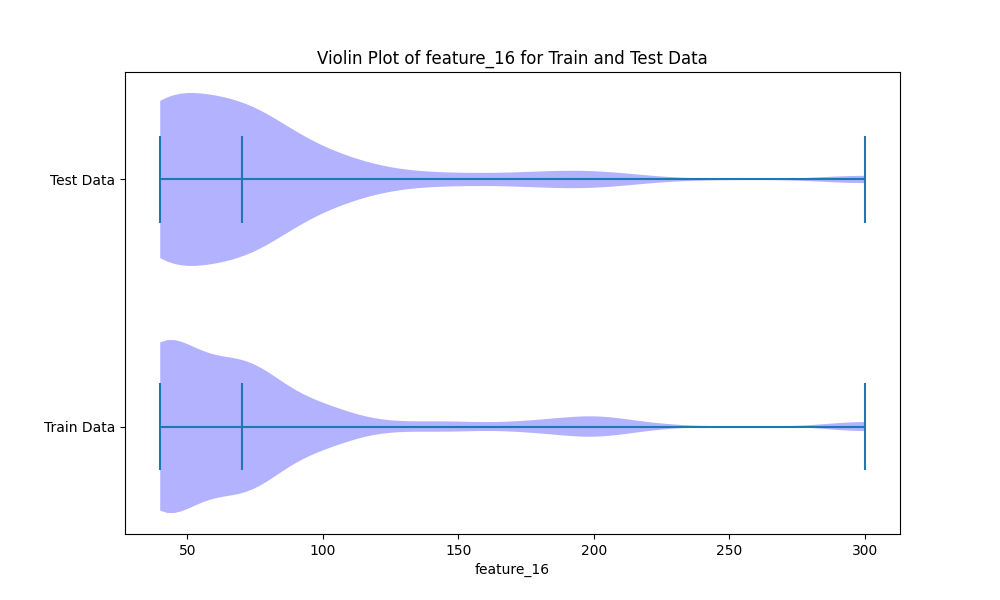 Violin Plot of feature_16 for Train and Test Data
Test Data
Train Data
50 100 150 200 250 300
feature_16